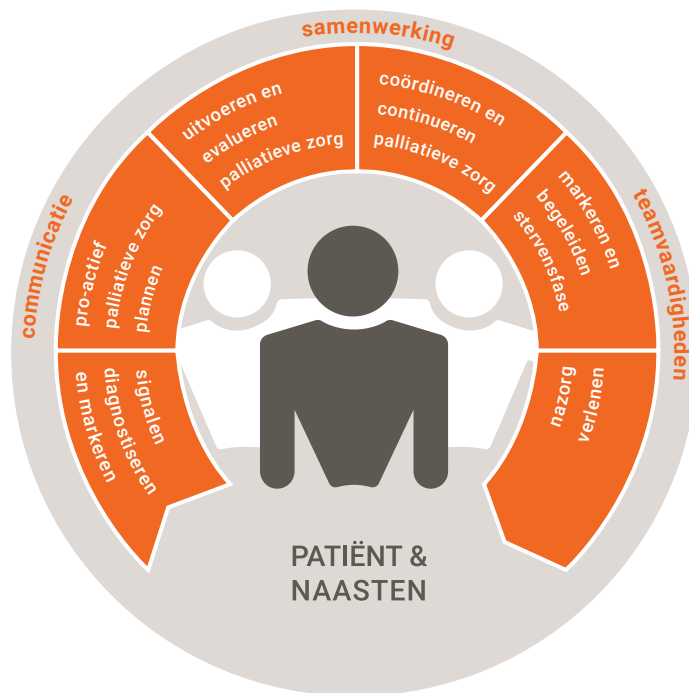 samenwerking
communicatie
teamvaardigheden
signalen
diagnostiseren
en markeren
pro-actief
palliatieve zorg
plannen
uitvoeren en
evalueren
palliatieve zorg
coördineren en
continueren
palliatieve zorg
markeren en
begeleiden
stervensfase
nazorg
verlenen
PATIËNT &
NAASTEN